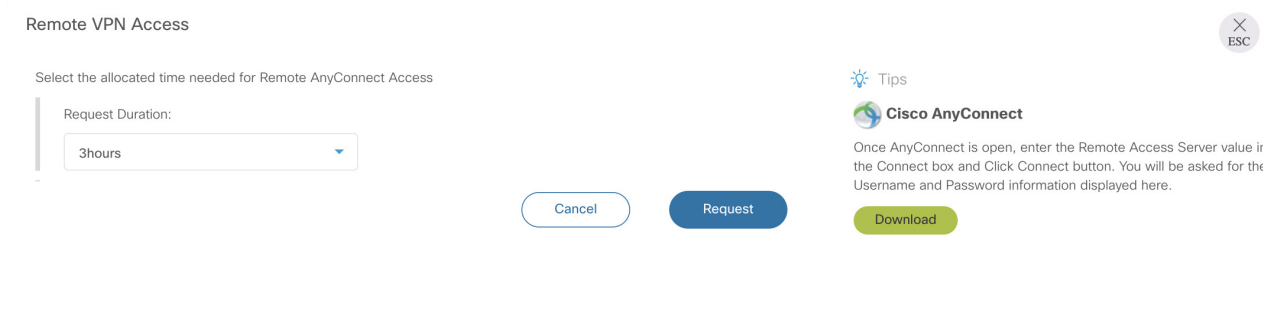 Remote VPN Access
ESC
Select the allocated time needed for Remote AnyConnect Access
Request Duration:
3hours
Cancel
Request
Tips
Cisco AnyConnect
Once AnyConnect is open, enter the Remote Access Server value in
the Connect box and Click Connect button. You will be asked for the
Username and Password information displayed here.
Download